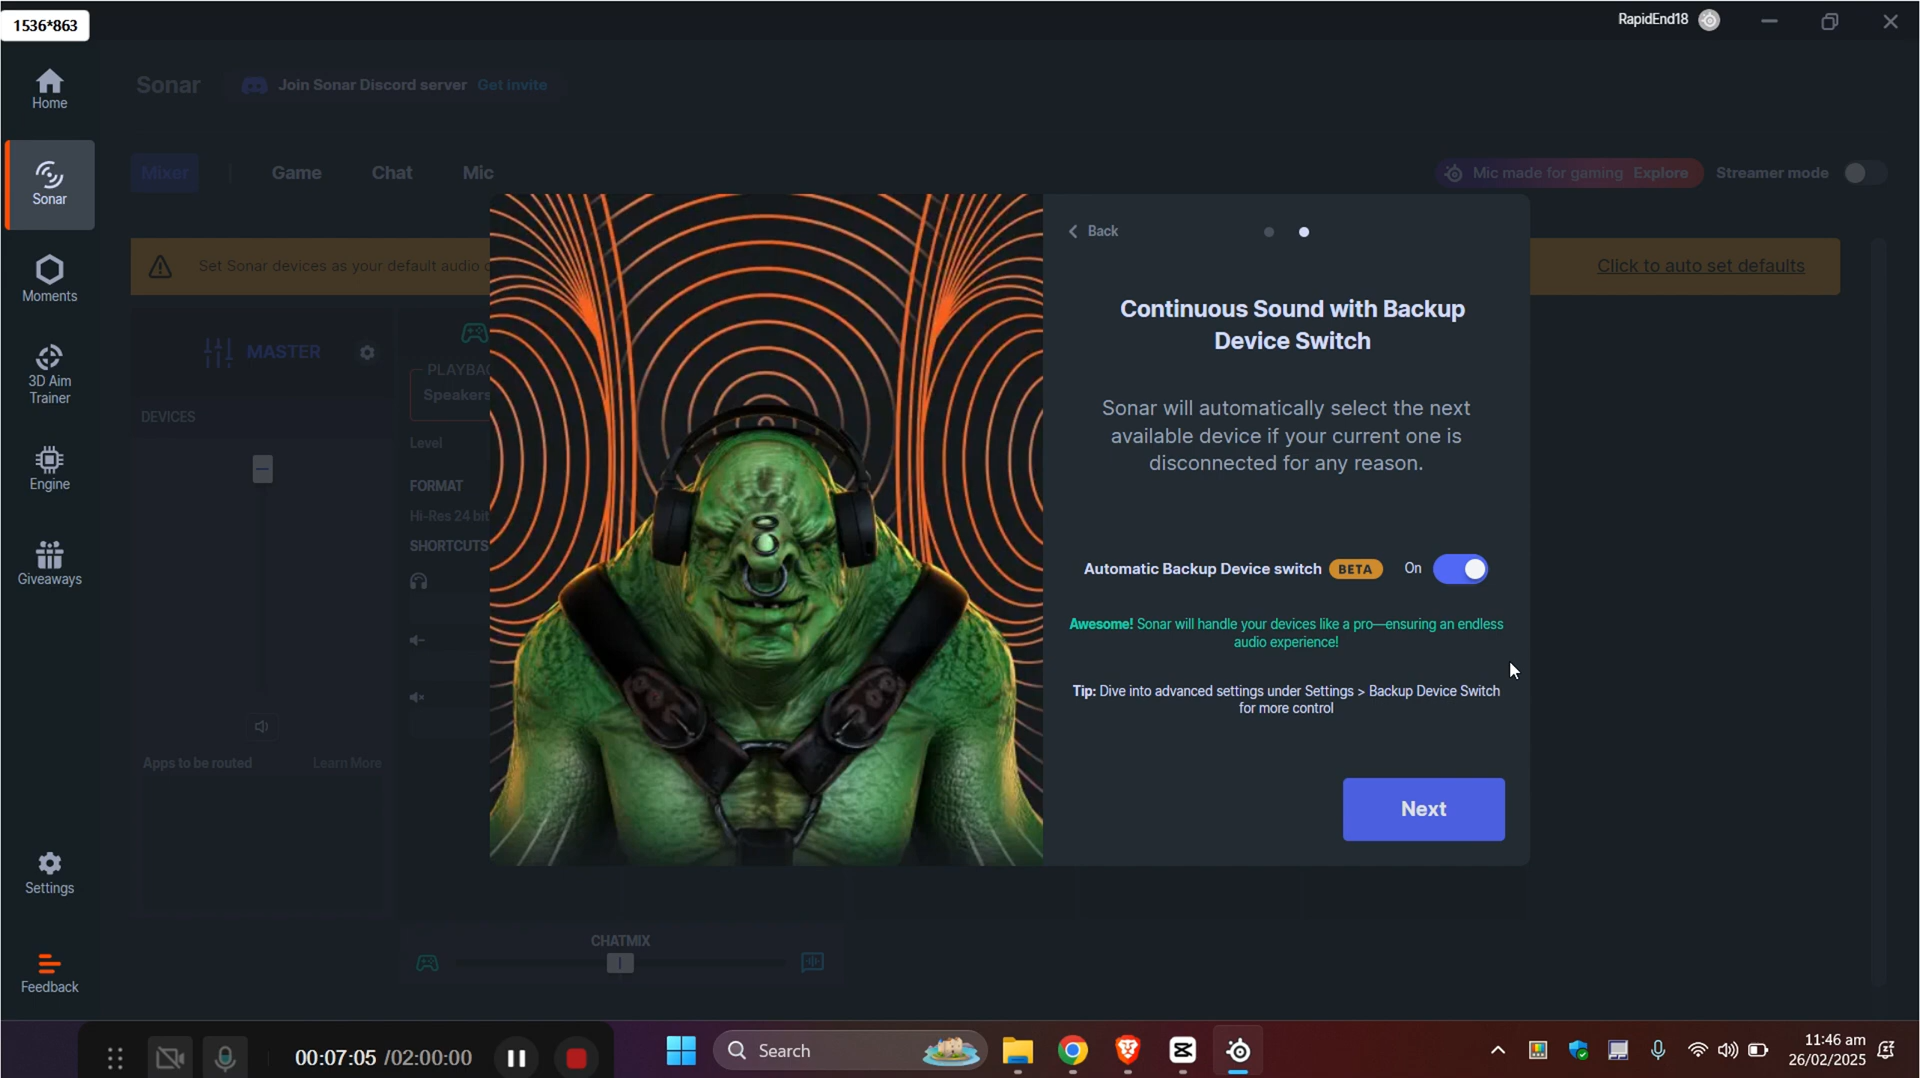 1536*863
RapidEnd18
Home
Sonar
Join Sonar Discord server Get Invite
Sonar
Mixer
Game
Chat
Mic
Mic made for gaming Explore
Streamer mode
Back
Set Sonar devices as your default audio
Click to auto set defaults
Moments
Continuous Sound with Backup
Device Switch
MASTER
PLAYBAC
Speakers
3D Aim
Trainer
DEVICES
Level
Sonar will automatically select the next
available device if your current one is
disconnected for any reason.
Engine
FORMAT
Hi-Res 24 bit
SHORTCUTS
Giveaways
Automatic Backup Device switch BETA On
Awesome! Sonar will handle your devices like a pro—ensuring an endless
audio experience!
Tip: Dive into advanced settings under Settings > Backup Device Switch
for more control
Apps to be routed
Learn More
Next
Settings
CHATMIX
Feedback
00:07:05 /02:00:00
Search
11:46 am
26/02/2025